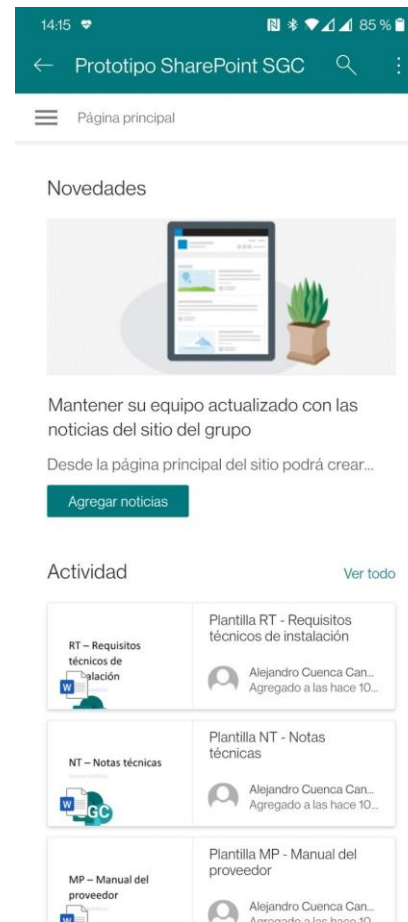 14:15
85 %
Prototipo SharePoint SGC
Página principal
Novedades
Mantener su equipo actualizado con las
noticias del sitio del grupo
Desde la página principal del sitio podrá crear...
Agregar noticias
Actividad
Ver todo
RT – Requisitos
técnicos de
Plantilla RT - Requisitos
técnicos de instalación
Alejandro Cuenca Can...
Agregado a las hace 10...
NT – Notas técnicas
W
Plantilla NT - Notas
técnicas
Alejandro Cuenca Can...
Agregado a las hace 10...
MP – Manual del
proveedor
Plantilla MP - Manual del
proveedor
Alejandro Cuenca Can...
Agregado a las hace 10...